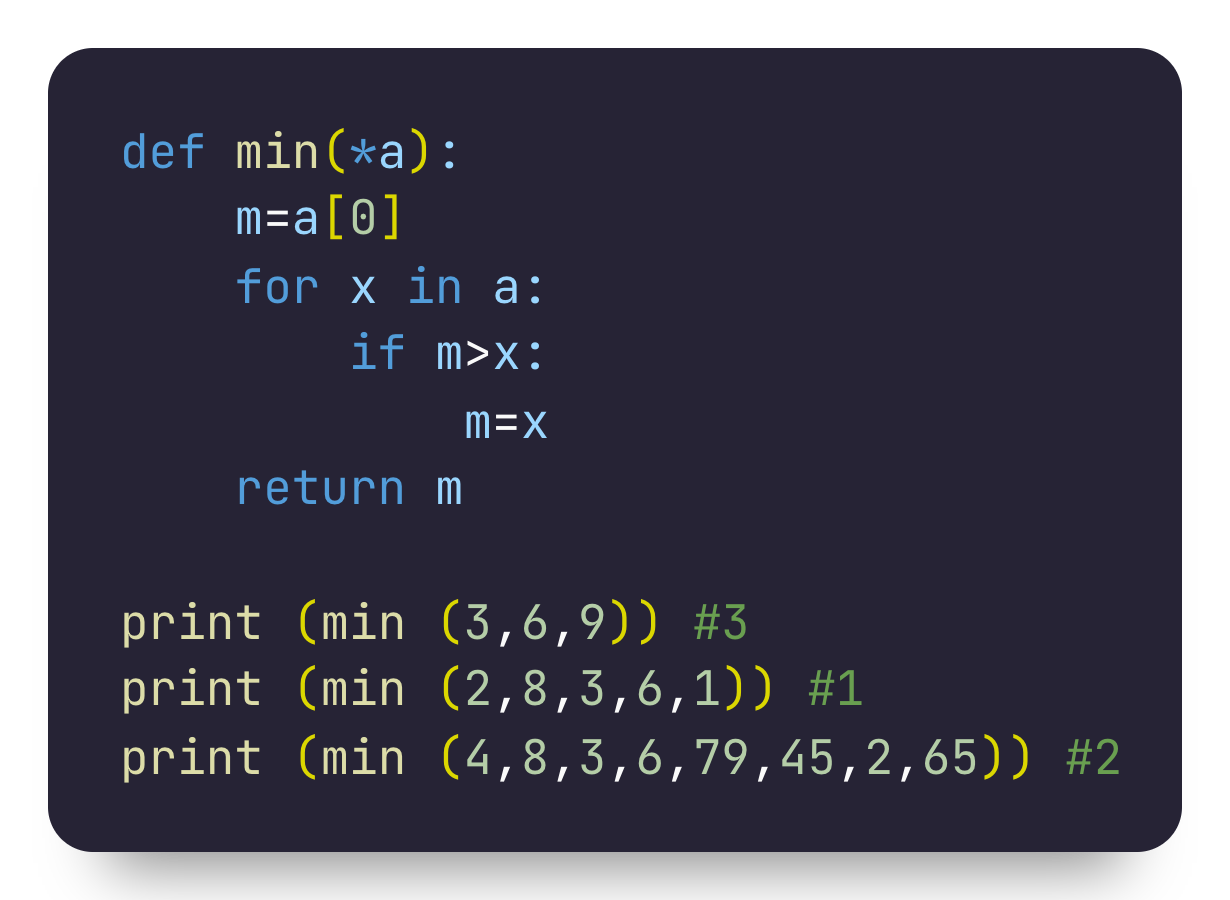 def min(*a):
    m=a[0]
    for x in a:
        if m>x:
            m=x
    return m

print (min (3,6,9)) #3
print (min (2,8,3,6,1)) #1
print (min (4,8,3,6,79,45,2,65)) #2